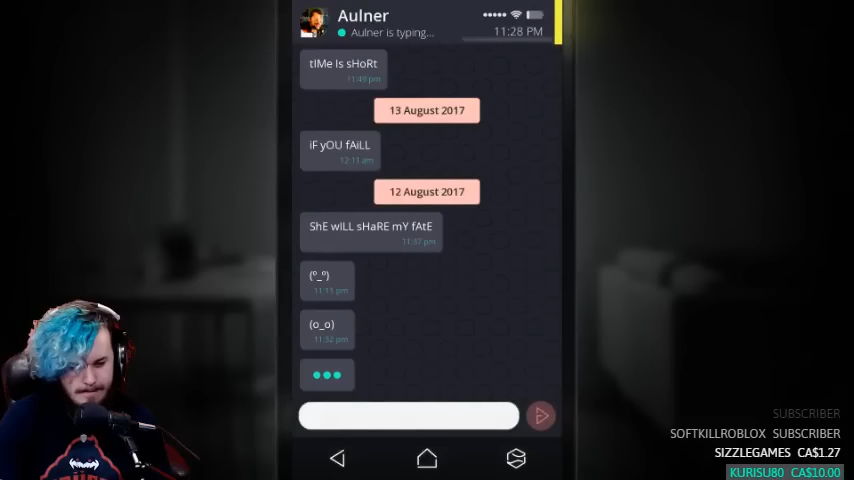 Aulner
Aulner is typing...
11:28 PM
tIMe Is sHoRt
11:49 pm
13 August 2017
iF yOU fAiLL
12:11 am
12 August 2017
ShE wILL sHaRE mY fAtE
11:37 pm
(º_º)
11:11 pm
(o_o)
11:32 pm
SUBSCRIBER
SOFTKILLROBLOX SUBSCRIBER
SIZZLEGAMES CA$1.27
KURISU80 CA$10.00